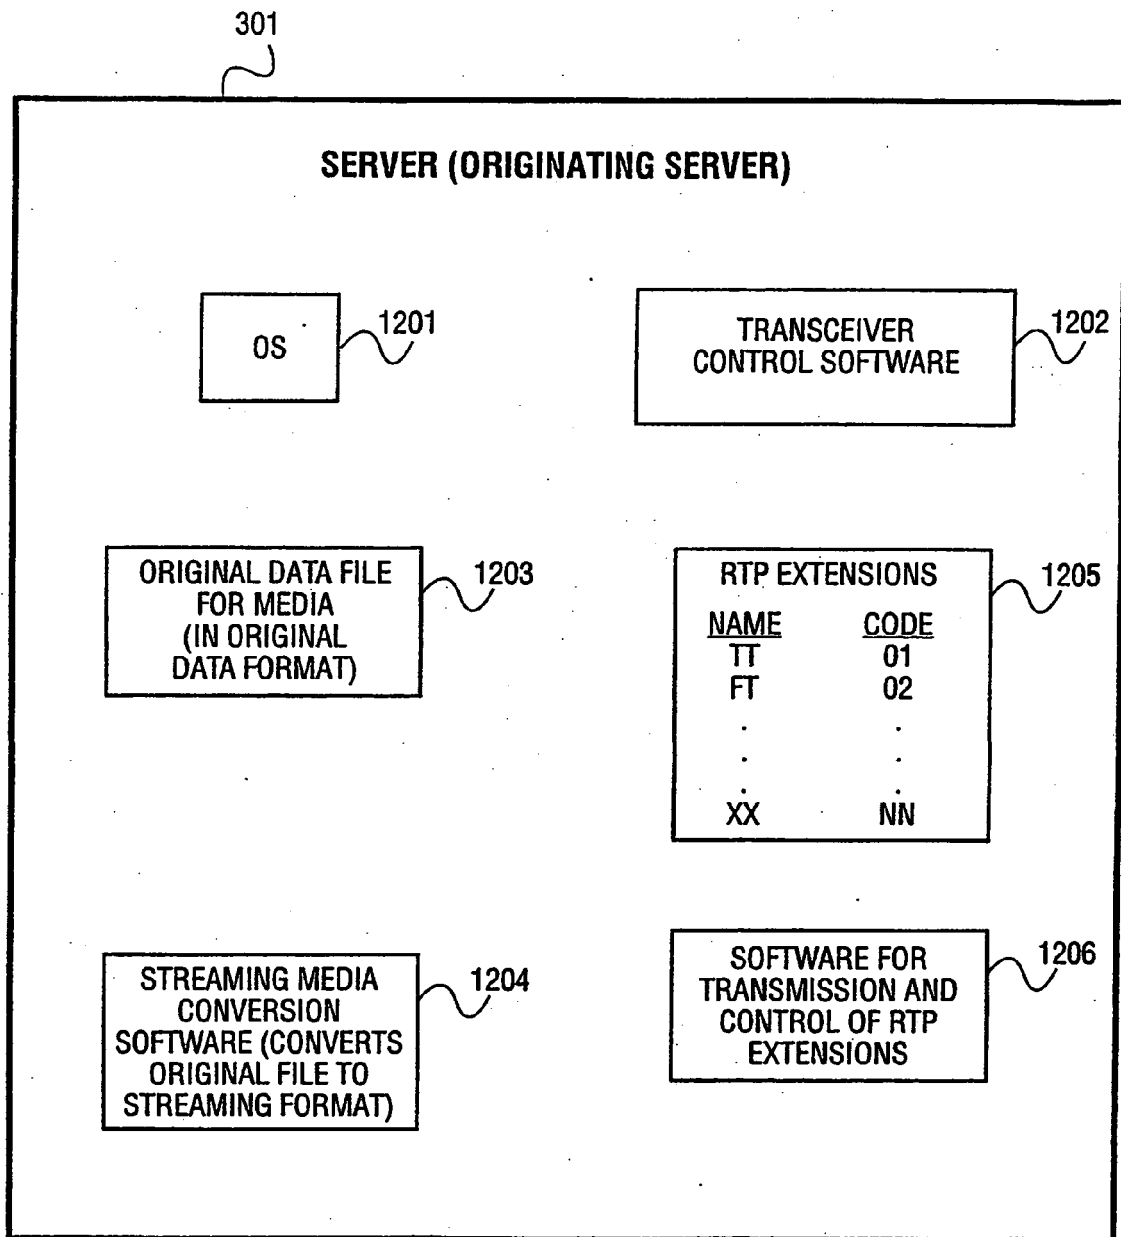 301
SERVER (ORIGINATING SERVER)
OS
1201
TRANSCEIVER
CONTROL SOFTWARE
1202
ORIGINAL DATA FILE
FOR MEDIA
(IN ORIGINAL
DATA FORMAT)
1203
RTP EXTENSIONS
NAME CODE
TT 01
FT 02
. .
. .
. .
XX NN
1205
STREAMING MEDIA
CONVERSION
SOFTWARE (CONVERTS
ORIGINAL FILE TO
STREAMING FORMAT)
1204
SOFTWARE FOR
TRANSMISSION AND
CONTROL OF RTP
EXTENSIONS
1206